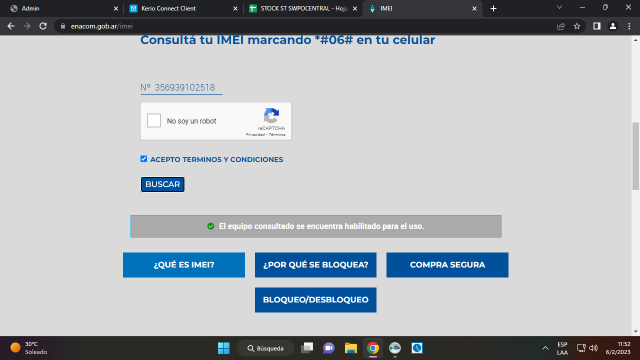 Admin
Kerio Connect Client
STOCK ST SWPOCENTRAL - Hoja
IMEI
enacom.gob.ar/imei
Consultá tu IMEI marcando *#06# en tu celular
Nº 356939102518
No soy un robot
reCAPTCHA
Privacidad - Términos
ACEPTO TERMINOS Y CONDICIONES
BUSCAR
El equipo consultado se encuentra habilitado para el uso.
¿QUÉ ES IMEI?
¿POR QUÉ SE BLOQUEA?
COMPRA SEGURA
BLOQUEO/DESBLOQUEO
30°C
Soleado
Búsqueda
ESP
LAA
11:52
6/2/2023